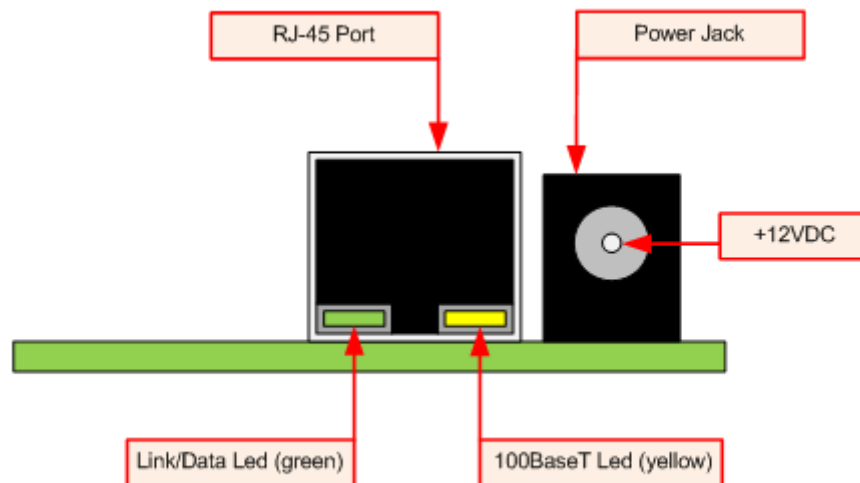 RJ-45 Port
Power Jack
+12VDC
Link/Data Led (green)
100BaseT Led (yellow)